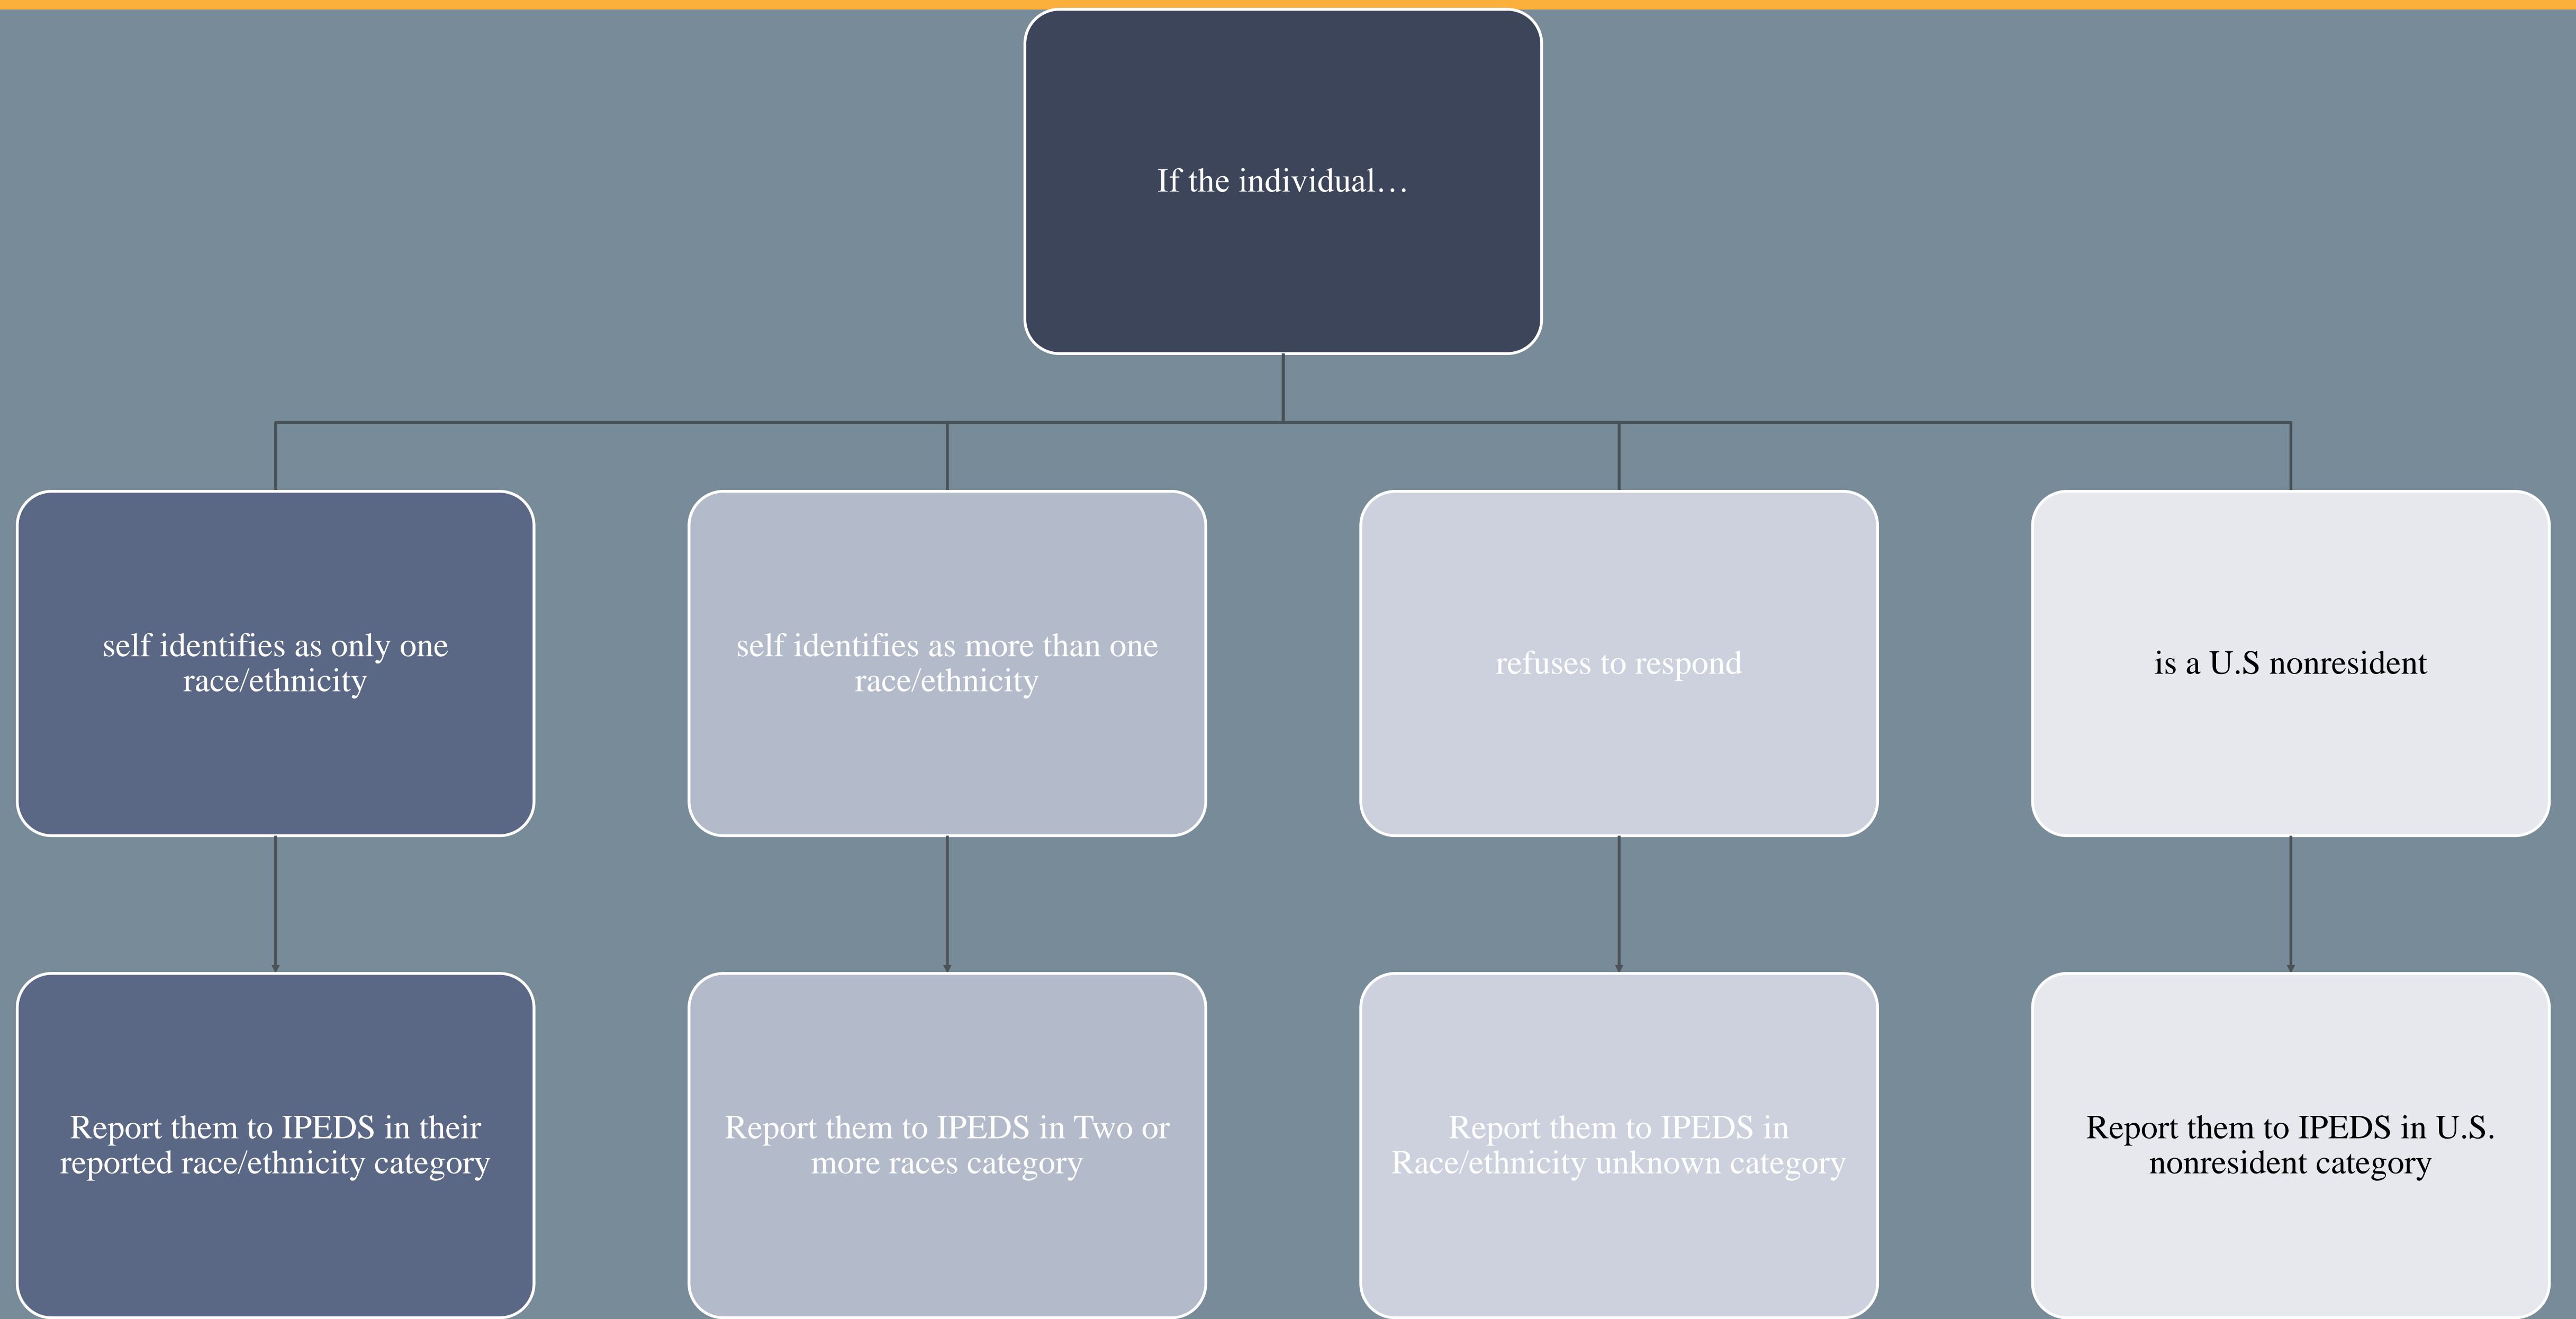 If the individual…
self identifies as only one
race/ethnicity
self identifies as more than one
race/ethnicity
refuses to respond
is a U.S nonresident
Report them to IPEDS in their
reported race/ethnicity category
Report them to IPEDS in Two or
more races category
Report them to IPEDS in
Race/ethnicity unknown category
Report them to IPEDS in U.S.
nonresident category